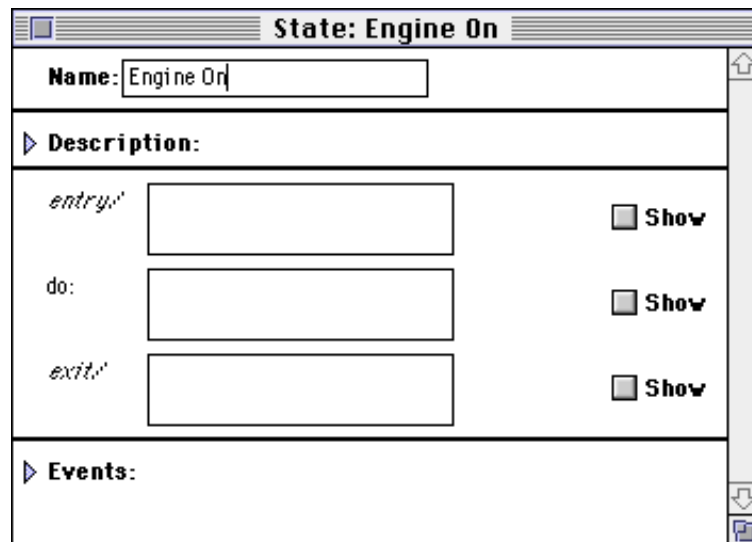 State: Engine On
Name: Engine On
Description:
entry/
Show
do:
Show
exit/
Show
Events: